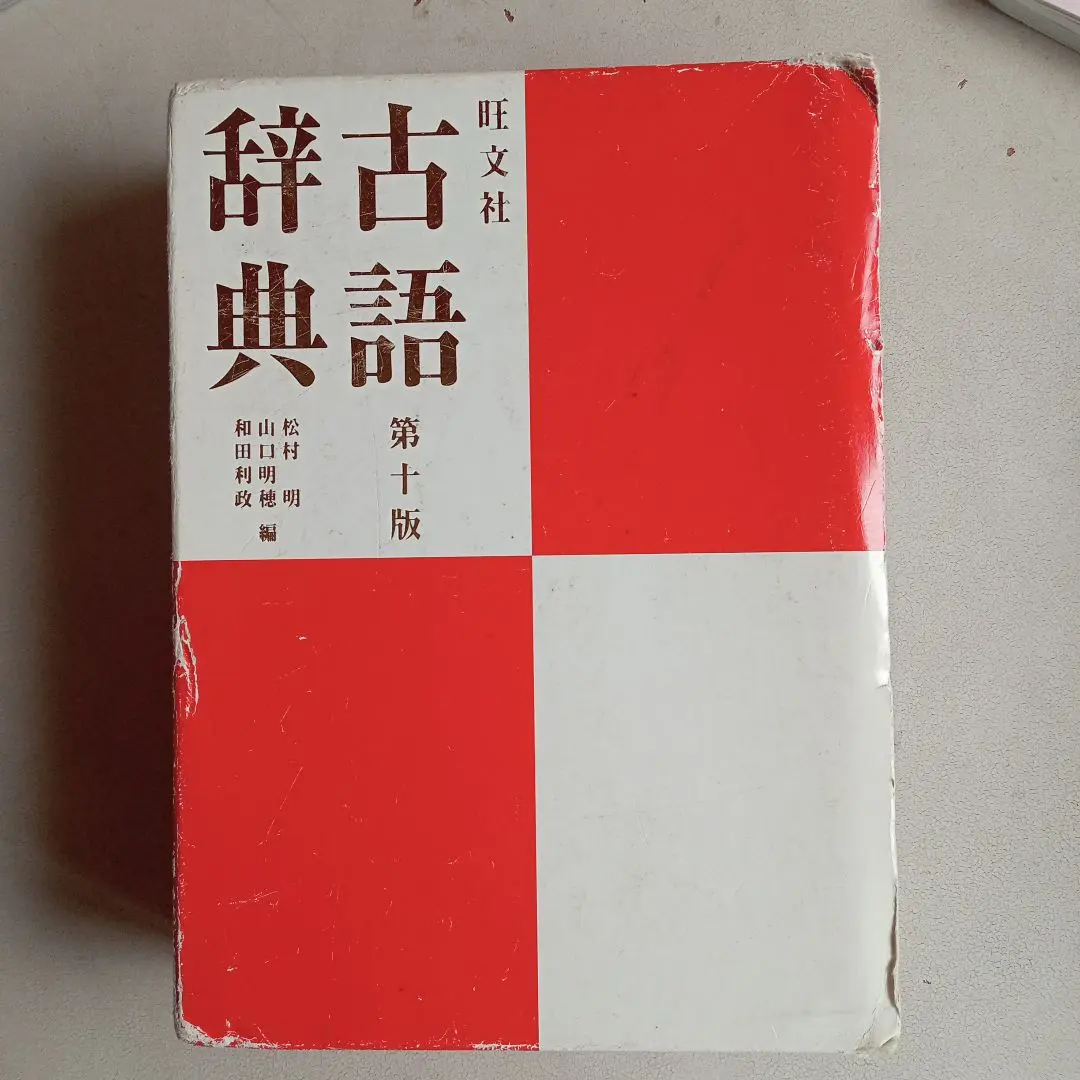 旺文社
古語
辞典
第十版
松村 明
山口明穂 編
和田利政